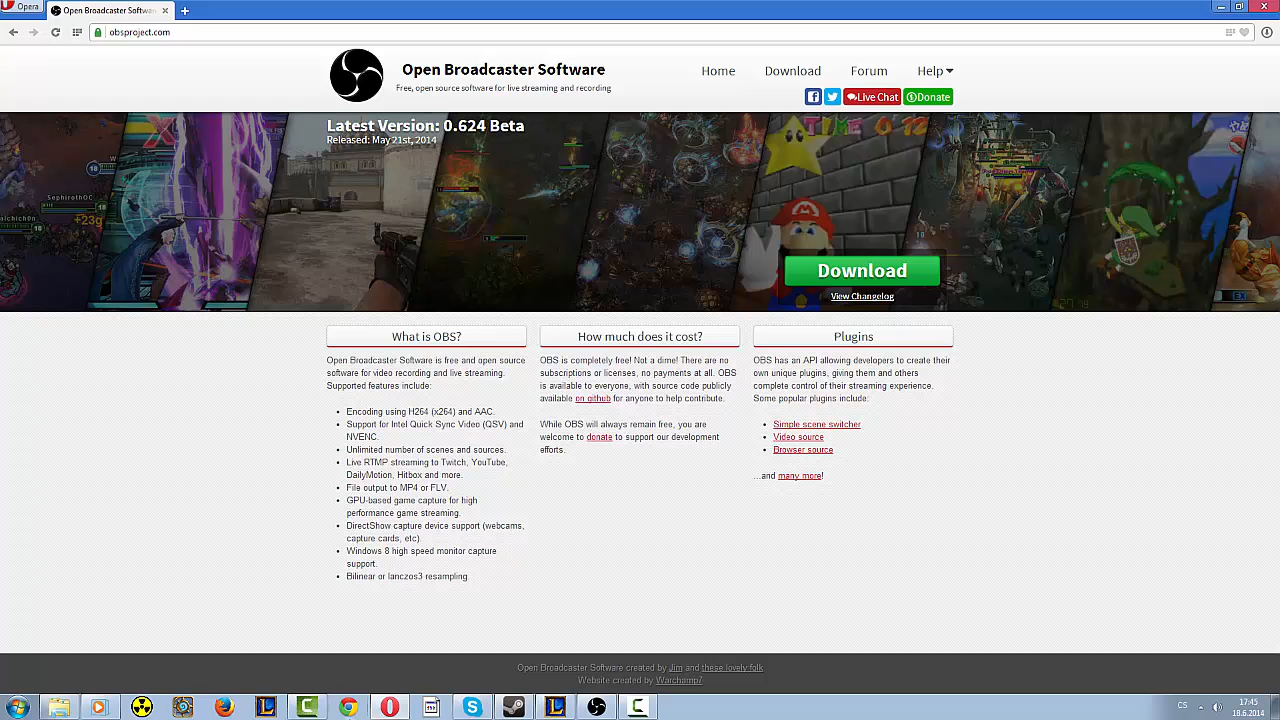 Opera
Open Broadcaster Softwar
obsproject.com
Open Broadcaster Software
Free, open source software for live streaming and recording
Home
Download
Forum
Help
Live Chat
Donate
Latest Version: 0.624 Beta
Released: May 21st, 2014
SephirothOC
18
+23g
TIME 0 12
Download
View Changelog
What is OBS?
Open Broadcaster Software is free and open source
software for video recording and live streaming.
Supported features include:
Encoding using H264 (x264) and AAC.
Support for Intel Quick Sync Video (QSV) and
NVENC.
Unlimited number of scenes and sources.
Live RTMP streaming to Twitch, YouTube,
DailyMotion, Hitbox and more.
File output to MP4 or FLV.
GPU-based game capture for high
performance game streaming.
DirectShow capture device support (webcams,
capture cards, etc).
Windows 8 high speed monitor capture
support.
Bilinear or lanczos3 resampling.
How much does it cost?
OBS is completely free! Not a dime! There are no
subscriptions or licenses, no payments at all. OBS
is available to everyone, with source code publicly
available on github for anyone to help contribute.
While OBS will always remain free, you are
welcome to donate to support our development
efforts.
Plugins
OBS has an API allowing developers to create their
own unique plugins, giving them and others
complete control of their streaming experience.
Some popular plugins include:
Simple scene switcher
Video source
Browser source
...and many more!
Open Broadcaster Software created by Jim and these lovely folk
Website created by Warchamp7
CS
17:45
18.6.2014